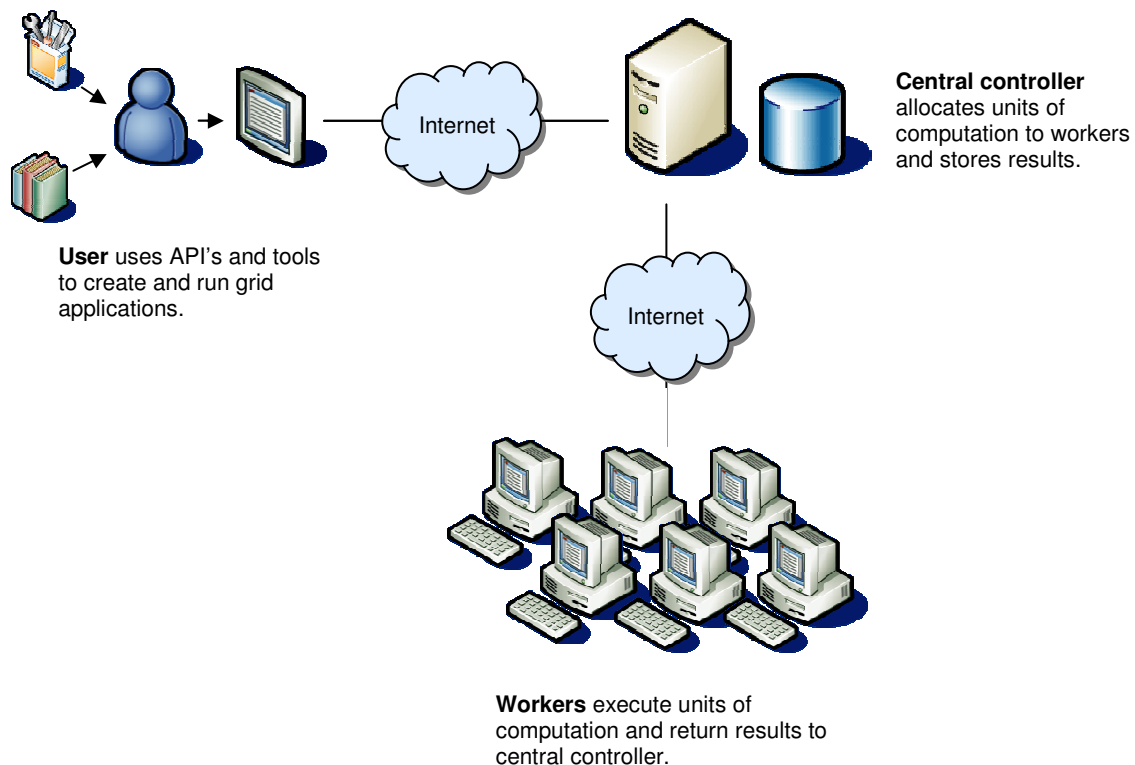 Internet
Central controller
allocates units of
computation to workers
and stores results.
User uses API's and tools
to create and run grid
applications.
Internet
Workers execute units of
computation and return results to
central controller.